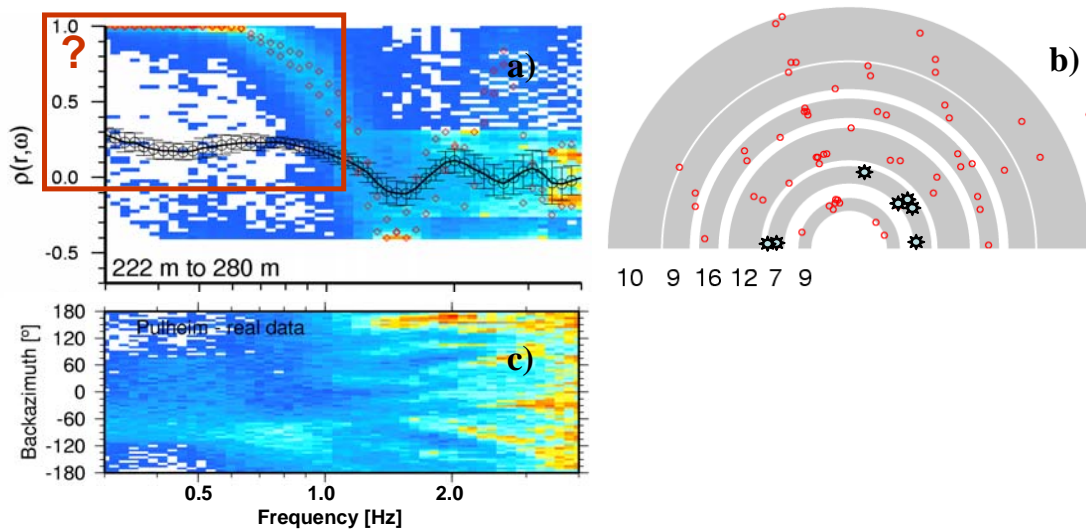 ?
a)
1.0
0.5
0.0
-0.5
ρ(r,ω)
222 m to 280 m
b)
10 9 16 12 7 9
Pulheim - real data
c)
180
120
60
0
-60
-120
-180
Backazimuth [°]
0.5 1.0 2.0
Frequency [Hz]